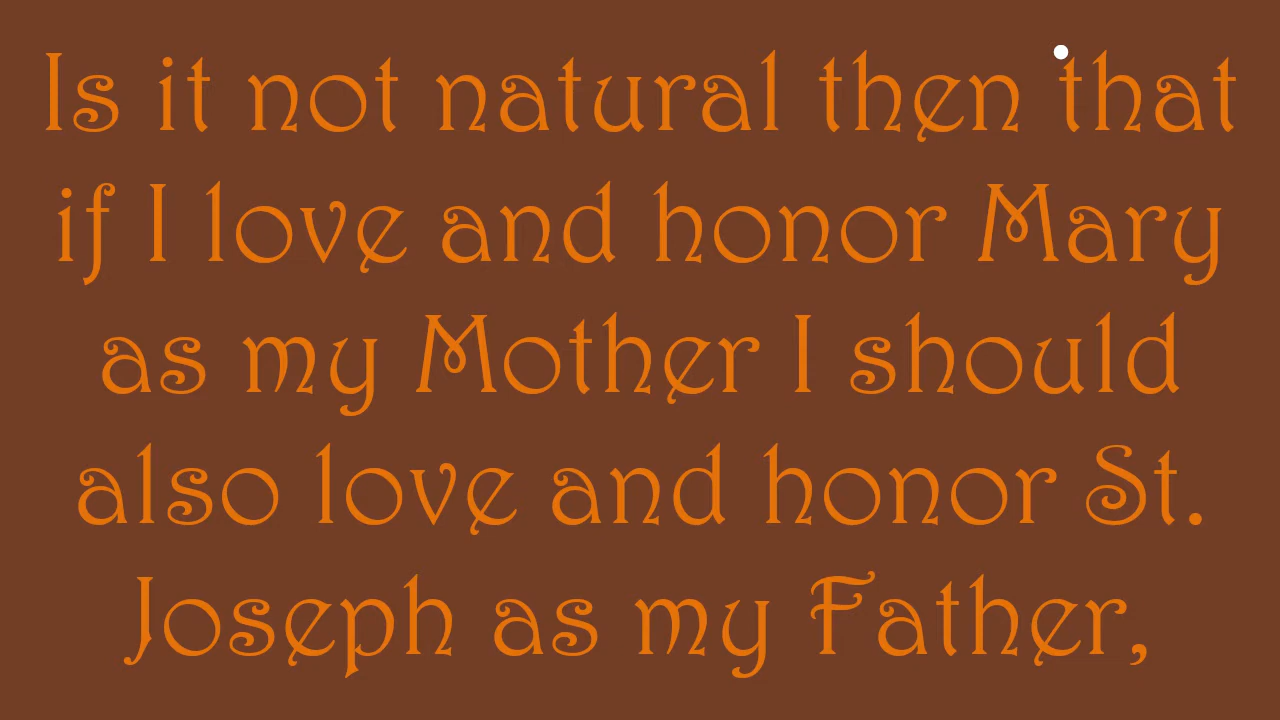 Is it not natural then that
if I love and honor Mary
as my Mother I should
also love and honor St.
Joseph as my Father,